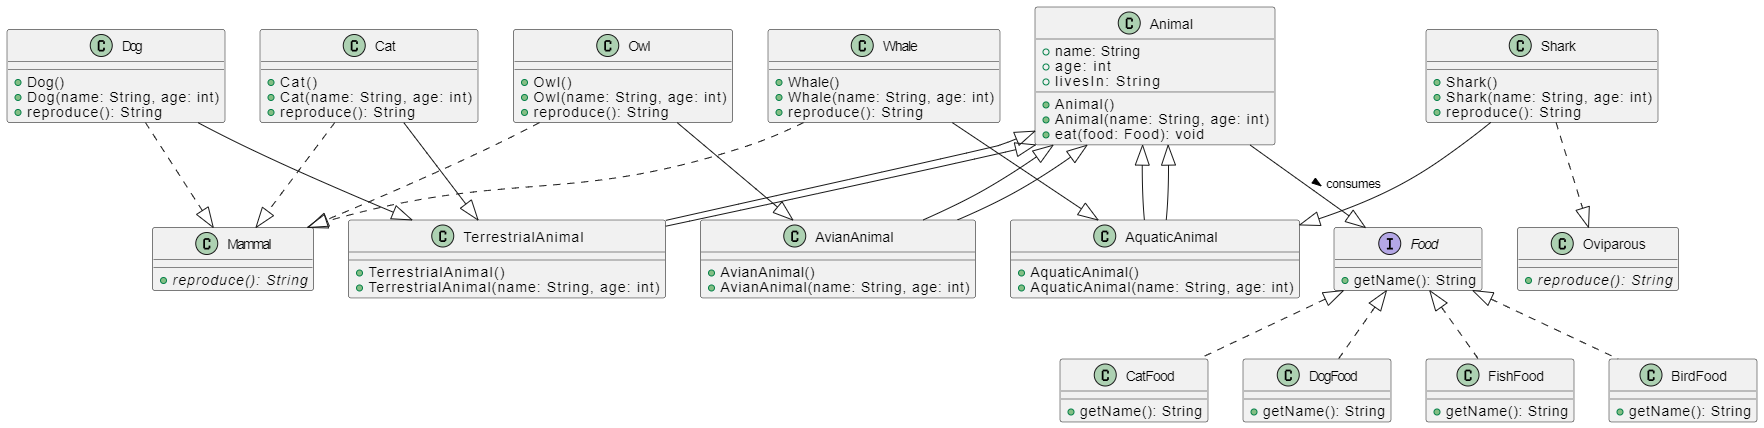 C Dog
Dog()
Dog(name: String, age: int)
reproduce(): String
C Cat
Cat()
Cat(name: String, age: int)
reproduce(): String
C Owl
Owl()
Owl(name: String, age: int)
reproduce(): String
C Whale
Whale()
Whale(name: String, age: int)
reproduce(): String
C Animal
name: String
age: int
livesIn: String
Animal()
Animal(name: String, age: int)
eat(food: Food): void
C Shark
Shark()
Shark(name: String, age: int)
reproduce(): String
consumes
C Mammal
reproduce(): String
C TerrestrialAnimal
TerrestrialAnimal()
TerrestrialAnimal(name: String, age: int)
C AvianAnimal
AvianAnimal()
AvianAnimal(name: String, age: int)
C AquaticAnimal
AquaticAnimal()
AquaticAnimal(name: String, age: int)
I Food
getName(): String
C Oviparous
reproduce(): String
C CatFood
getName(): String
C DogFood
getName(): String
C FishFood
getName(): String
C BirdFood
getName(): String